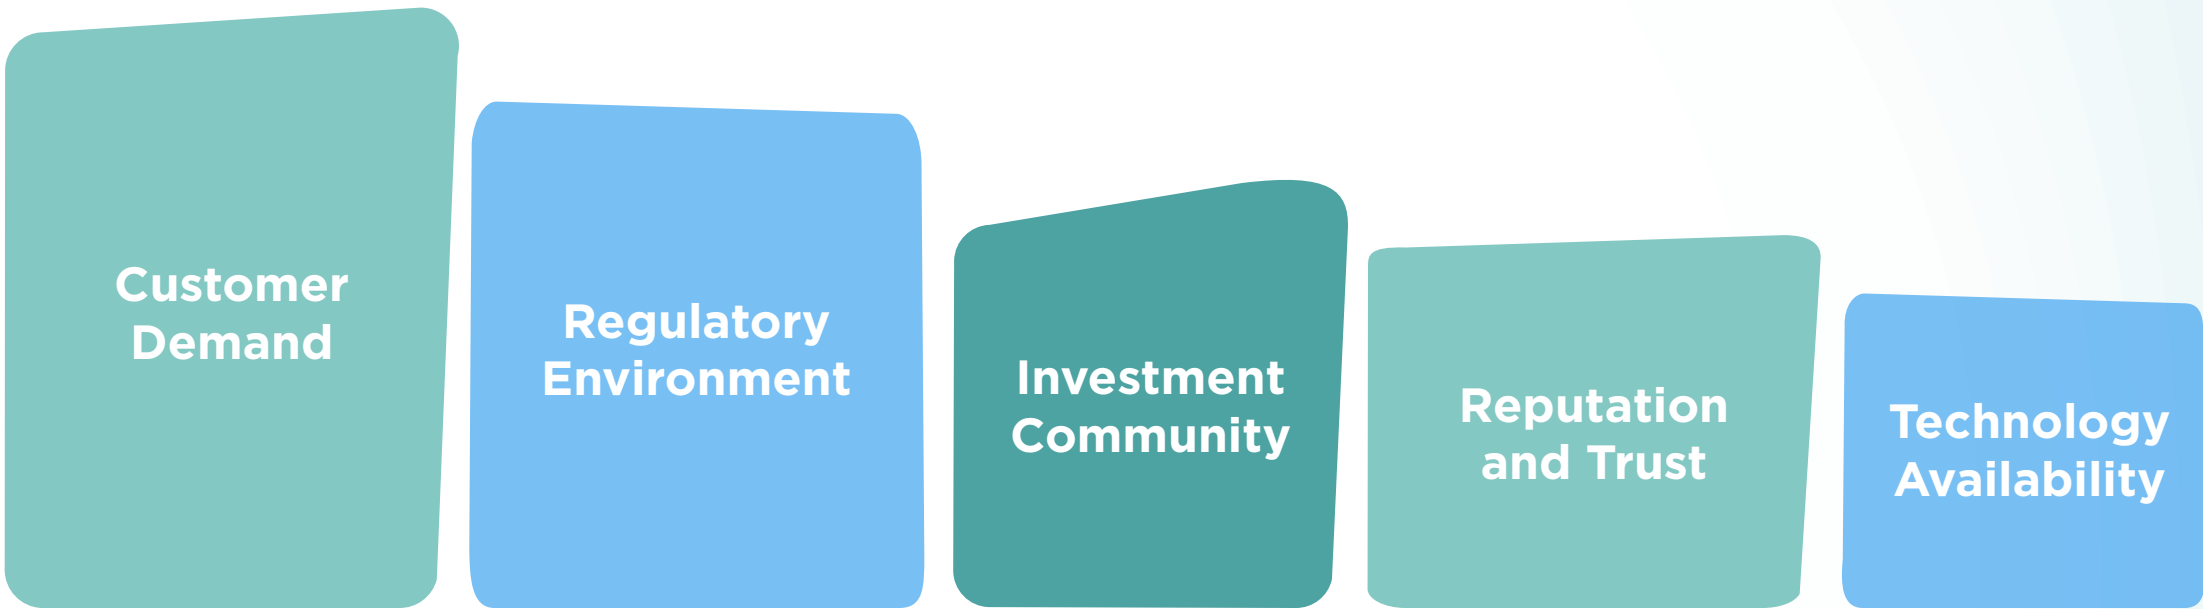 Customer
Demand
Regulatory
Environment
Investment
Community
Reputation
and Trust
Technology
Availability